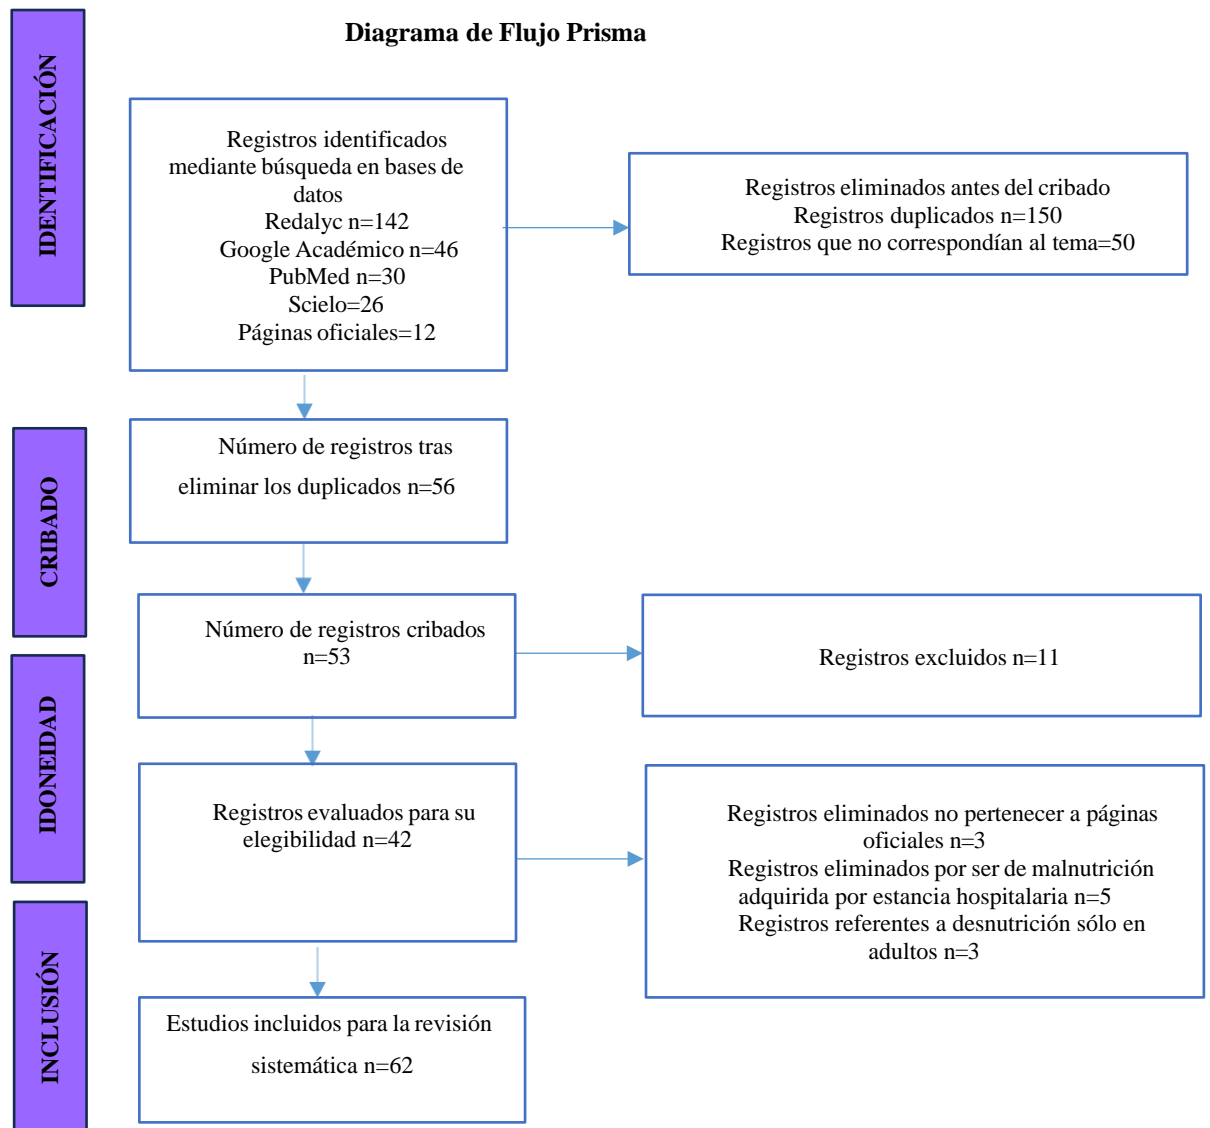 Diagrama de Flujo Prisma
IDENTIFICACIÓN
Registros identificados
mediante búsqueda en bases de
datos
Redalyc n=142
Google Académico n=46
PubMed n=30
Scielo=26
Páginas oficiales=12
Registros eliminados antes del cribado
Registros duplicados n=150
Registros que no correspondían al tema=50
CRIBADO
Número de registros tras
eliminar los duplicados n=56
Número de registros cribados
n=53
Registros excluidos n=11
IDONEIDAD
Registros evaluados para su
elegibilidad n=42
Registros eliminados no pertenecer a páginas
oficiales n=3
Registros eliminados por ser de malnutrición
adquirida por estancia hospitalaria n=5
Registros referentes a desnutrición sólo en
adultos n=3
INCLUSIÓN
Estudios incluidos para la revisión
sistemática n=62